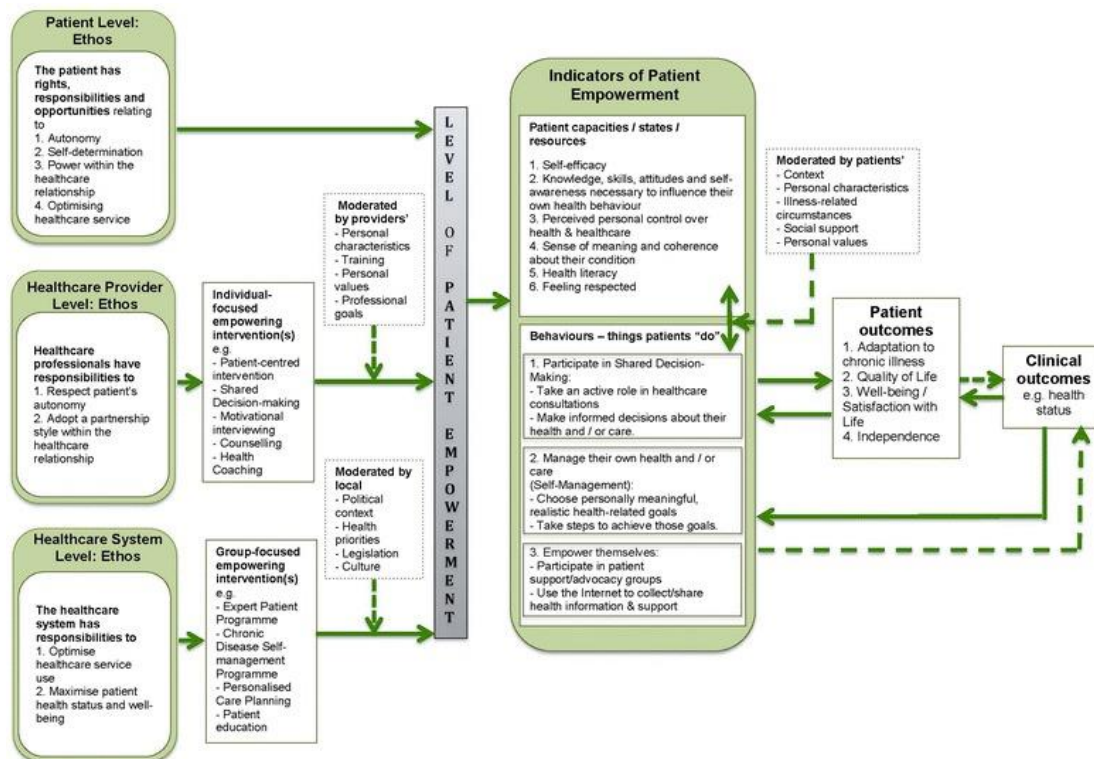 Patient Level:
Ethos
The patient has
rights,
responsibilities and
opportunities relating
to
1. Autonomy
2. Self-determination
3. Power within the
healthcare
relationship
4. Optimising
healthcare service
Healthcare Provider
Level: Ethos
Healthcare
professionals have
responsibilities to
1. Respect patient's
autonomy
2. Adopt a partnership
style within the
healthcare
relationship
Healthcare System
Level: Ethos
The healthcare
system has
responsibilities to
1. Optimise
healthcare service
use
2. Maximise patient
health status and well-
being
Individual-
focused
empowering
intervention(s)
e.g.
- Patient-centred
intervention
- Shared
Decision-making
- Motivational
interviewing
- Counselling
- Health
Coaching
Group-focused
empowering
intervention(s)
e.g.
- Expert Patient
Programme
- Chronic
Disease Self-
management
Programme
- Personalised
Care Planning
- Patient
education
Moderated
by providers'
- Personal
characteristics
- Training
- Personal
values
- Professional
goals
Moderated by
local
- Political
context
- Health
priorities
- Legislation
- Culture
LEVEL OF PATIENT EMPOWERMENT
Indicators of Patient
Empowerment
Patient capacities / states /
resources
1. Self-efficacy
2. Knowledge, skills, attitudes and self-
awareness necessary to influence their
own health behaviour
3. Perceived personal control over
health & healthcare
4. Sense of meaning and coherence
about their condition
5. Health literacy
6. Feeling respected
Behaviours – things patients "do":
1. Participate in Shared Decision-
Making:
- Take an active role in healthcare
consultations
- Make informed decisions about their
health and / or care.
2. Manage their own health and / or
care
(Self-Management):
- Choose personally meaningful,
realistic health-related goals
- Take steps to achieve those goals.
3. Empower themselves:
- Participate in patient
support/advocacy groups
- Use the Internet to collect/share
health information & support
Moderated by patients'
- Context
- Personal characteristics
- Illness-related
circumstances
- Social support
- Personal values
Patient
outcomes
1. Adaptation to
chronic illness
2. Quality of Life
3. Well-being /
Satisfaction with
Life
4. Independence
Clinical
outcomes
e.g. health
status